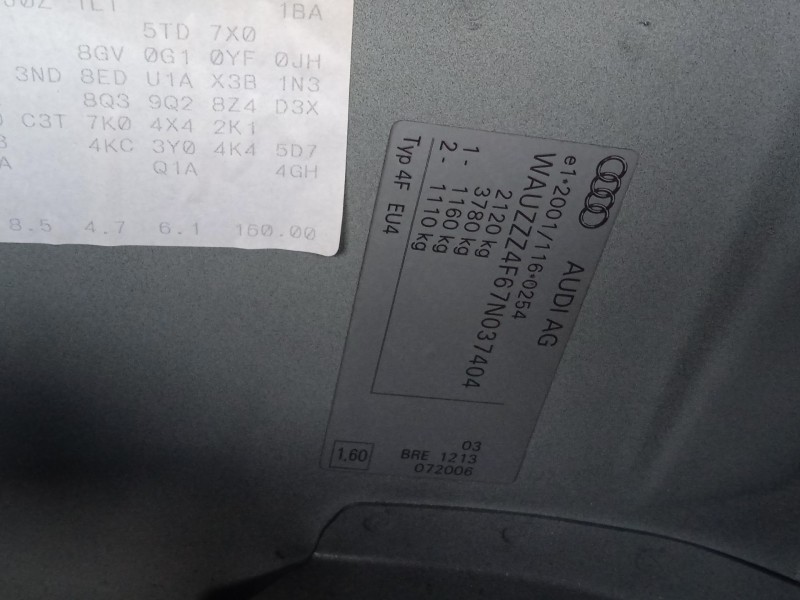 1BA
5TD 7X0
8GV 0G1 0YF 0JH
3ND 8ED U1A X3B 1N3
8Q3 9Q2 8Z4 D3X
C3T 7K0 4X4 2K1
4KC 3Y0 4K4 5D7
Q1A 4GH
8.5 4.7 6.1 160.00
AUDI AG
e1*2001/116*0254
WAUZZZ4F67N037404
2120 kg
3780 kg
1- 1160 kg
2- 1110 kg
Typ 4F EU4
03
BRE 1213
072006
1.60